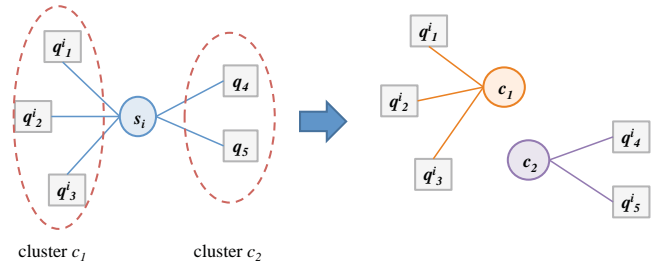 q^i_1
q^i_2
q^i_3
s_i
q_4
q_5
cluster c_1
cluster c_2
q^i_1
q^i_2
q^i_3
c_1
c_2
q^i_4
q^i_5